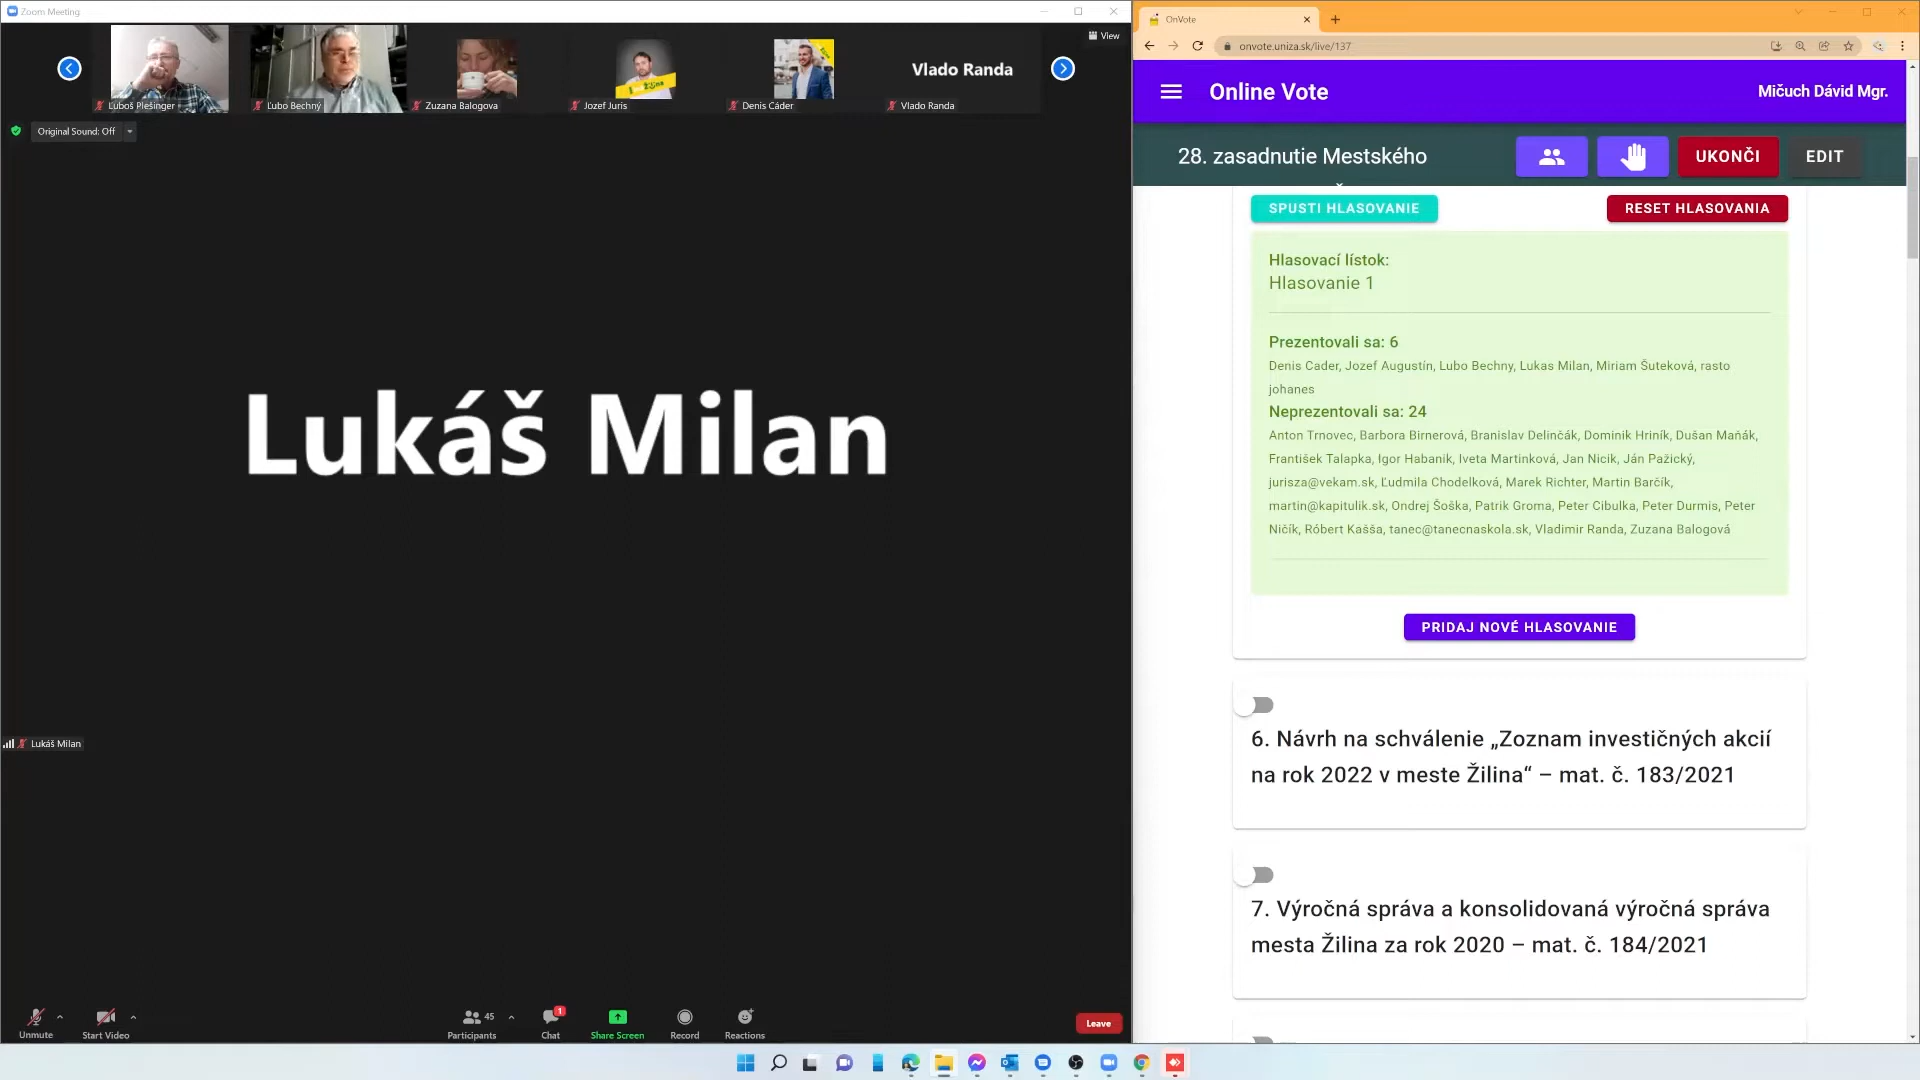 Zoom Meeting
View
Ľuboš Plešinger
Ľubo Bechný
Zuzana Balogova
Jozef Juris
Denis Cáder
Vlado Randa
Vlado Randa
Original Sound: Off
Lukáš Milan
Lukáš Milan
Unmute
Start Video
45
Participants
1
Chat
Share Screen
Record
Reactions
Leave
OnVote
onvote.uniza.sk/live/137
Online Vote
Mičuch Dávid Mgr.
28. zasadnutie Mestského
UKONČI
EDIT
SPUSTI HLASOVANIE
RESET HLASOVANIA
Hlasovací lístok:
Hlasovanie 1
Prezentovali sa: 6
Denis Cader, Jozef Augustín, Lubo Bechny, Lukas Milan, Miriam Šuteková, rasto
johanes
Neprezentovali sa: 24
Anton Trnovec, Barbora Birnerová, Branislav Delinčák, Dominik Hriník, Dušan Maňák,
František Talapka, Igor Habanik, Iveta Martinková, Jan Nicik, Ján Pažický,
jurisza@vekam.sk, Ľudmila Chodelková, Marek Richter, Martin Barčík,
martin@kapitulik.sk, Ondrej Šoška, Patrik Groma, Peter Cibulka, Peter Durmis, Peter
Ničík, Róbert Kašša, tanec@tanecnaskola.sk, Vladimir Randa, Zuzana Balogová
PRIDAJ NOVÉ HLASOVANIE
6. Návrh na schválenie „Zoznam investičných akcií
na rok 2022 v meste Žilina“ – mat. č. 183/2021
7. Výročná správa a konsolidovaná výročná správa
mesta Žilina za rok 2020 – mat. č. 184/2021